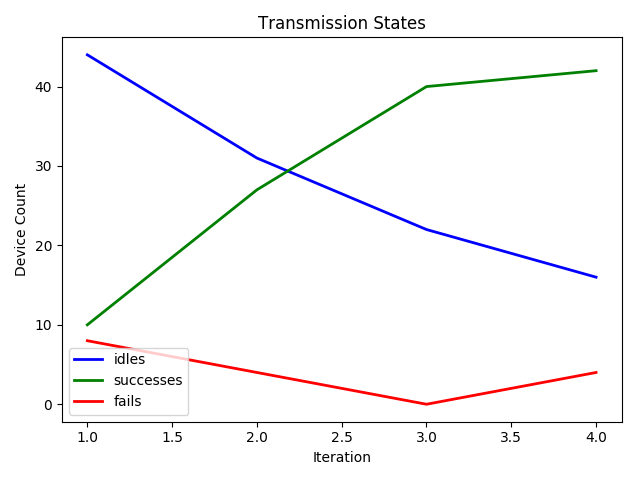 Transmission States
Device Count
40
30
20
10
0
idles
successes
fails
1.0 1.5 2.0 2.5 3.0 3.5 4.0
Iteration